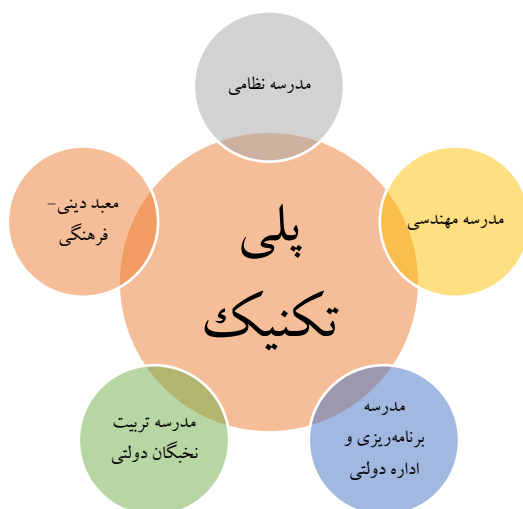 مدرسه نظامی
پلی
تکنیک
مدرسه مهندسی
مدرسه
برنامه‌ریزی و
اداره دولتی
مدرسه تربیت
نخبگان دولتی
معبد دینی-
فرهنگی